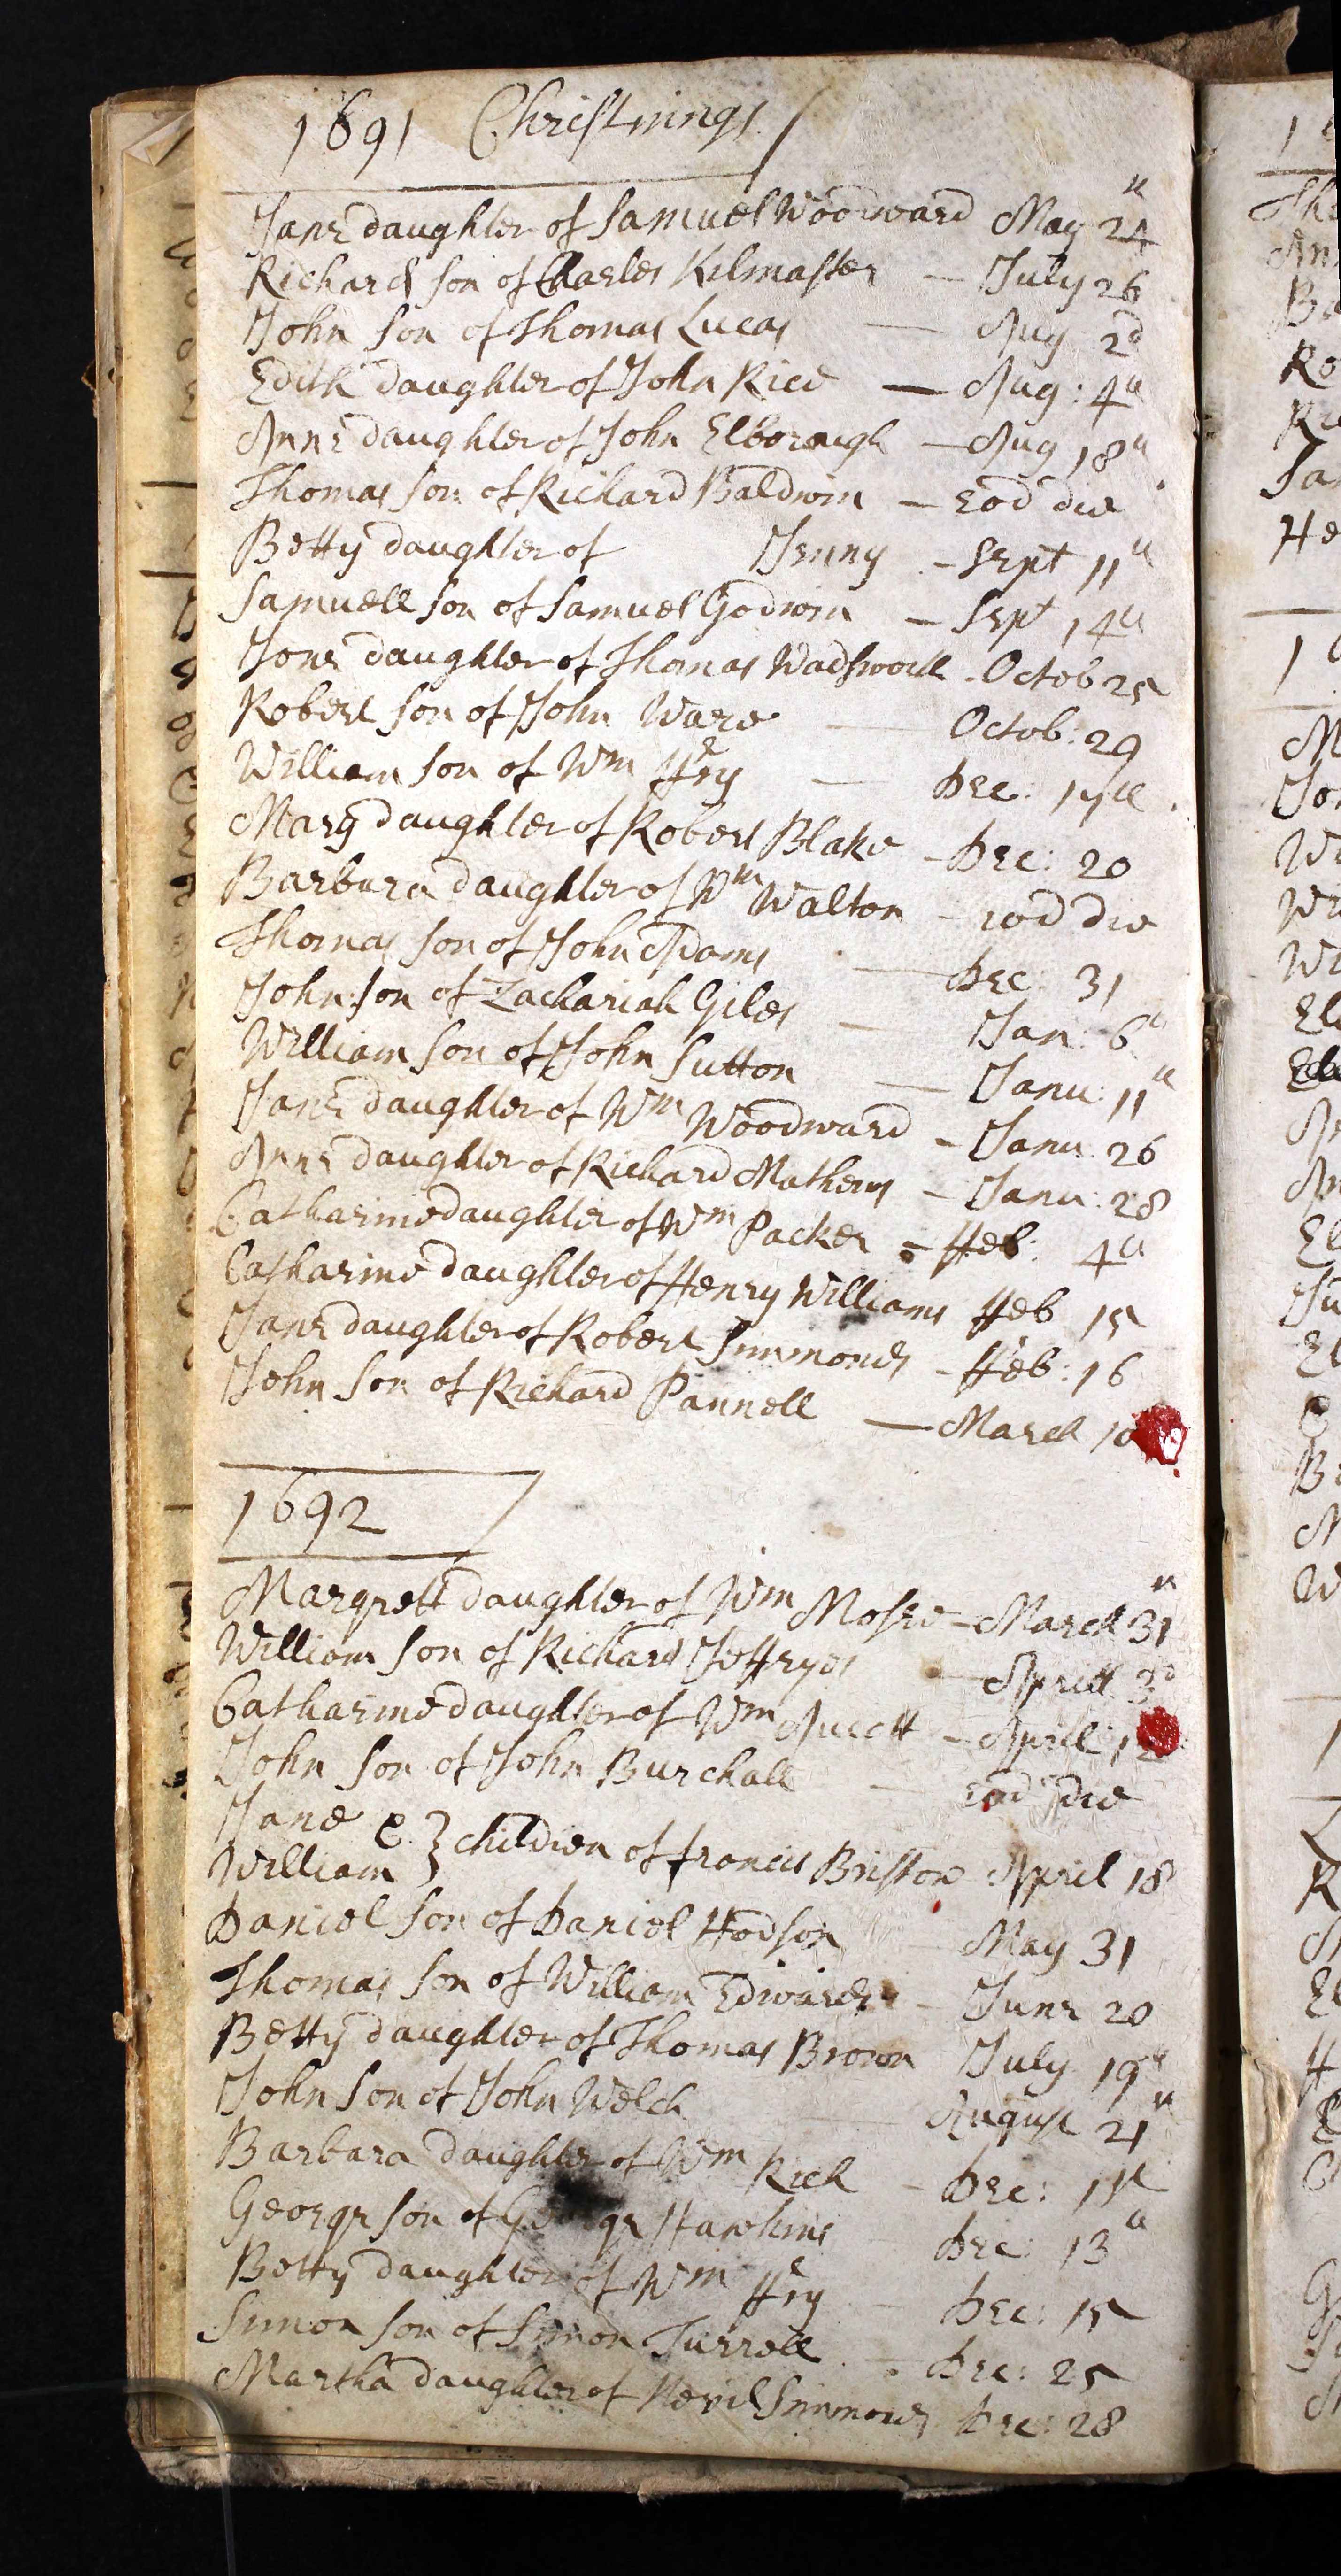 1691 Christnings
Jane daughter of Samuel Woodward May 24th
Richard son of Charles Kilmaster — July 26
John son of Thomas Lucas — Aug 2d
Edith daughter of John Rice — Aug: 4th
Anne daughter of John Elborough — Aug 18th
Thomas son of Richard Baldwin — Eod die
Betty daughter of Jenny - Sept 11th
Samuell son of Samuel Godwin — Sept 14th
Jone daughter of Thomas Wadsworth - Octob 25
Robert son of John Ware — Octob: 29
William son of Wm Fry — Dec: 17th
Mary daughter of Robert Blake - Dec: 20
Barbara daughter of Wm Walton - eod die
Thomas son of John Adams — Dec: 31
John son of Zachariah Giles — Jan: 6th
William son of John Sutton — Janu: 11th
Jane daughter of Wm Woodward - Janu: 26
Anne daughter of Richard Mathews - Janu: 28
Catharine daughter of Wm Packer - Feb: 4th
Catharine daughter of Henry Williams Feb 15
Jane daughter of Robert Simmonds - Feb: 16
John son of Richard Pannell — March 10
1692
Margrett daughter of Wm Mosse - March 31th
William son of Richard Jeffryes — Aprill 3d
Catharine daughter of Wm - April: 12
John son of John Burchall — eod die
Jane &
William } children of francis Bristow April 18
Daniel son of Daniel Hodson May 31
Thomas son of William Edwards - June 20
Betty daughter of Thomas Brown July 19th
John son of John Welch — August 21th
Barbara daughter of Wm Rich - Dec: 1st
George son of George Hawkins Dec: 13th
Betty daughter of Wm Fry - Dec: 15
Simon son of Simon Turrell - Dec: 25
Martha daughter of Nevil Simmonds Dec: 28